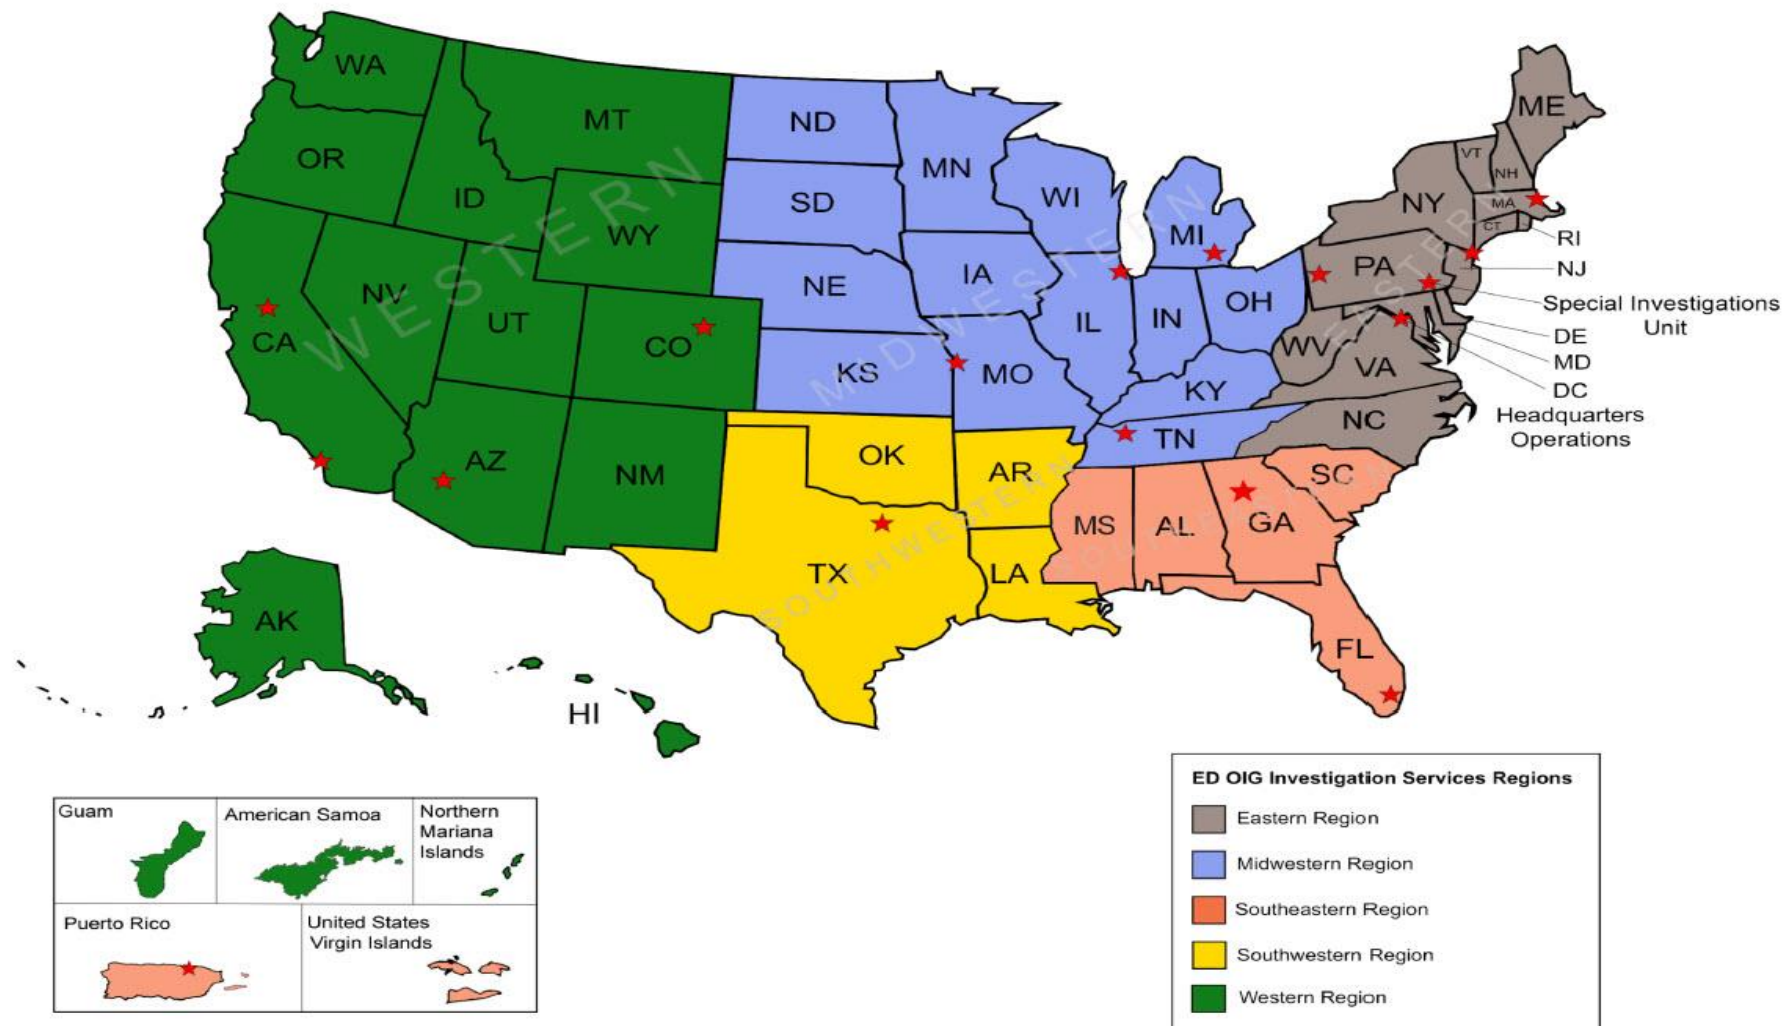 WA
MT
ND
MN
ME
OR
ID
VT
NH
WI
SD
MI
NY
MA
WY
CT
RI
IA
PA
NJ
NE
NV
OH
Special Investigations
Unit
UT
IL
IN
CA
CO
DE
WV
MD
KS
MO
VA
KY
DC
NC
Headquarters
Operations
TN
OK
AZ
AR
NM
SC
MS
AL
GA
TX
LA
AK
FL
HI
WESTERN
MIDWESTERN
EASTERN
SOUTHWESTERN
SOUTHEASTERN
Guam
American Samoa
Northern
Mariana
Islands
Puerto Rico
United States
Virgin Islands
ED OIG Investigation Services Regions
Eastern Region
Midwestern Region
Southeastern Region
Southwestern Region
Western Region